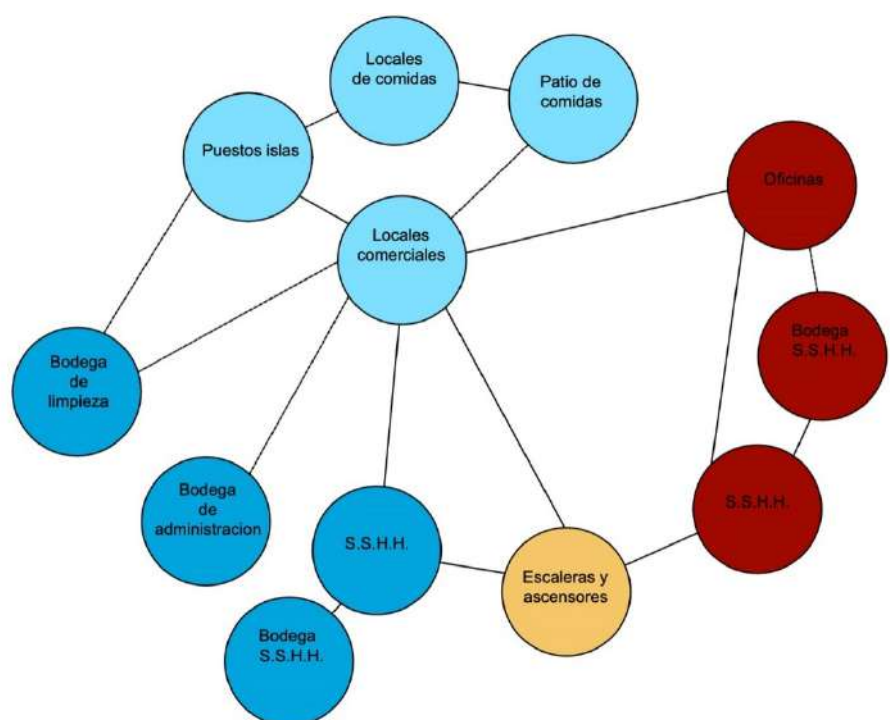 Locales
de comidas
Patio de
comidas
Puestos islas
Oficinas
Locales
comerciales
Bodega
S.S.H.H.
Bodega
de
limpieza
Bodega
de
administracion
S.S.H.H.
S.S.H.H.
Escaleras y
ascensores
Bodega
S.S.H.H.